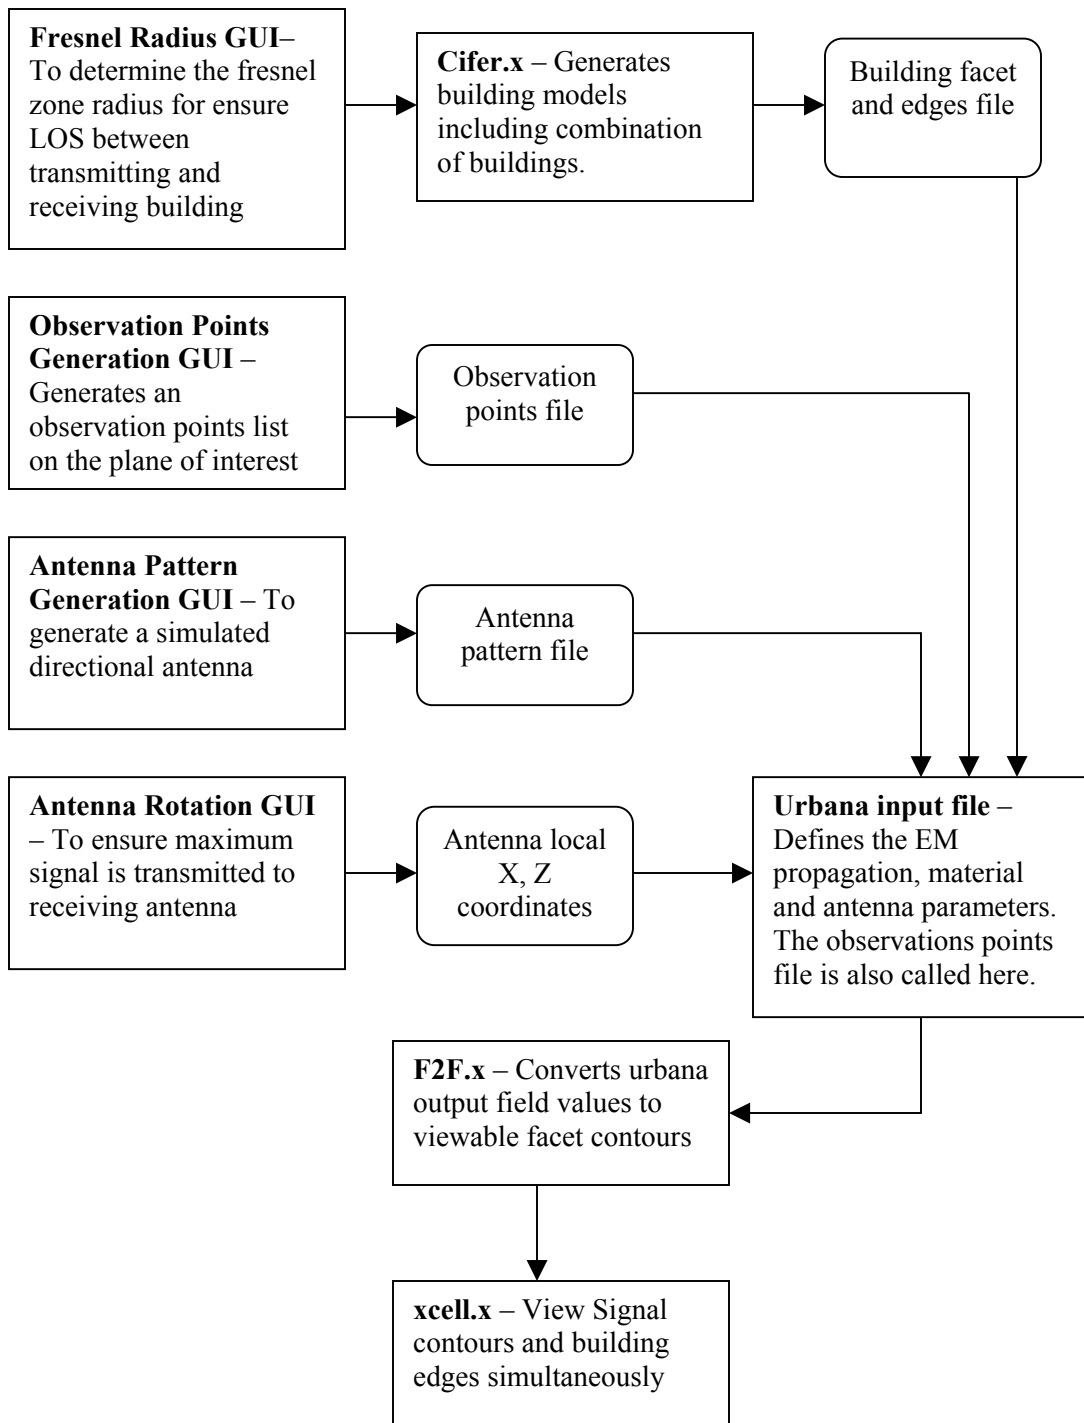 Fresnel Radius GUI–
To determine the fresnel
zone radius for ensure
LOS between
transmitting and
receiving building
Cifer.x – Generates
building models
including combination
of buildings.
Building facet
and edges file
Observation Points
Generation GUI –
Generates an
observation points list
on the plane of interest
Observation
points file
Antenna Pattern
Generation GUI – To
generate a simulated
directional antenna
Antenna
pattern file
Antenna Rotation GUI
– To ensure maximum
signal is transmitted to
receiving antenna
Antenna local
X, Z
coordinates
Urbana input file –
Defines the EM
propagation, material
and antenna parameters.
The observations points
file is also called here.
F2F.x – Converts urbana
output field values to
viewable facet contours
xcell.x – View Signal
contours and building
edges simultaneously